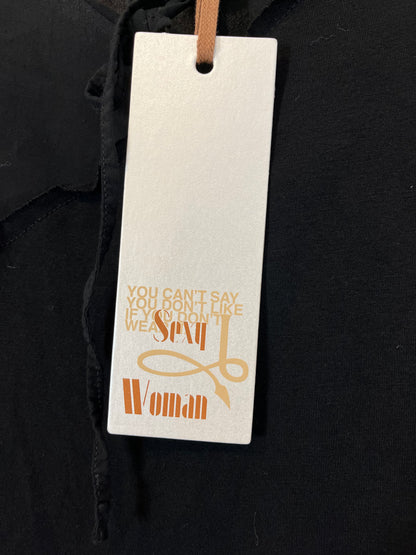 YOU CAN'T SAY
YOU DON'T LIKE
IF YOU DON'T
WEA
Sexy
Woman